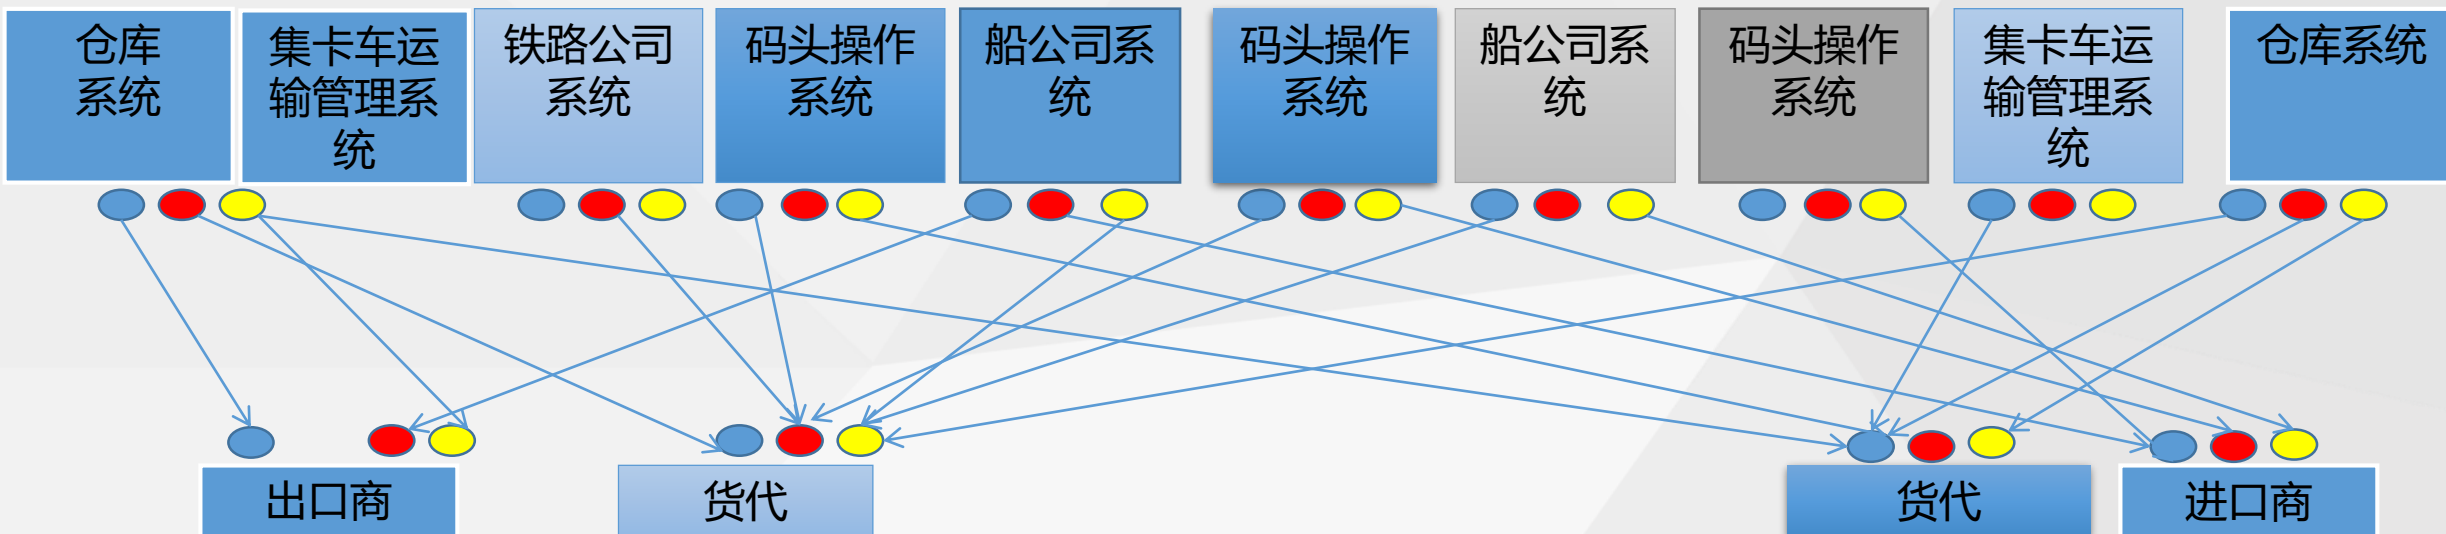 仓库
系统
集卡车运
输管理系
统
铁路公司
系统
码头操作
系统
船公司系
统
码头操作
系统
船公司系
统
码头操作
系统
集卡车运
输管理系
统
仓库系统
出口商
货代
货代
进口商